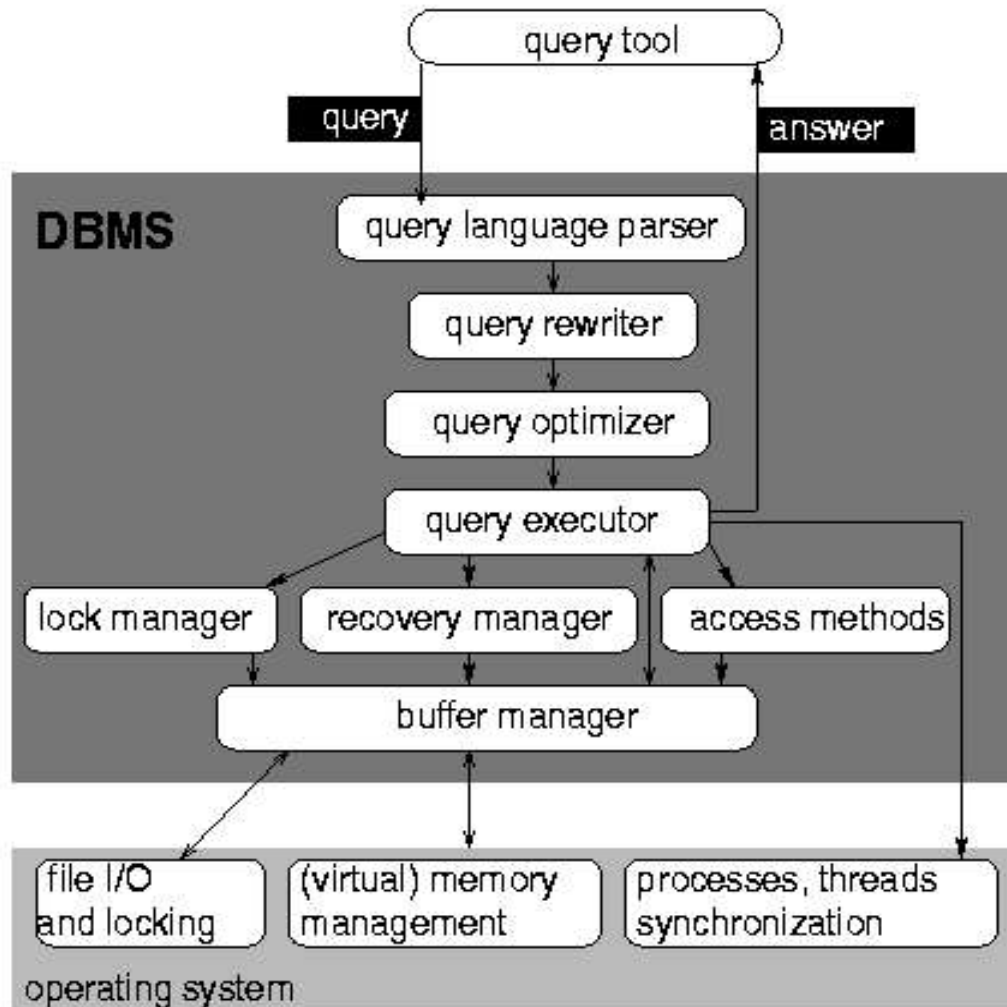 query tool
query
answer
DBMS
query language parser
query rewriter
query optimizer
query executor
lock manager
recovery manager
access methods
buffer manager
file I/O
and locking
(virtual) memory
management
processes, threads
synchronization
operating system